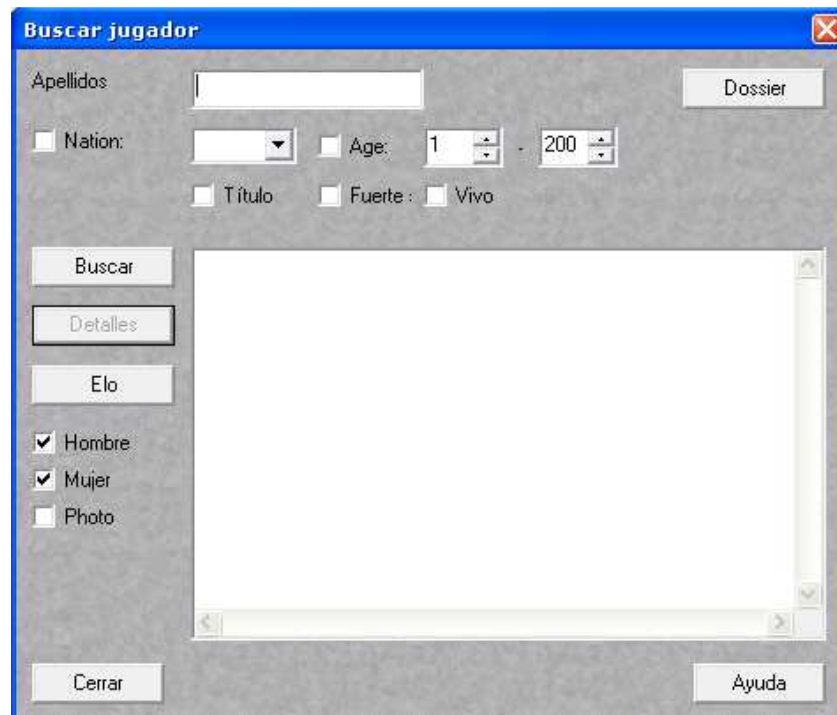 Buscar jugador
Apellidos
Dossier
Nation:
Age: 1 - 200
Título Fuerte : Vivo
Buscar
Detalles
Elo
Hombre
Mujer
Photo
Cerrar
Ayuda